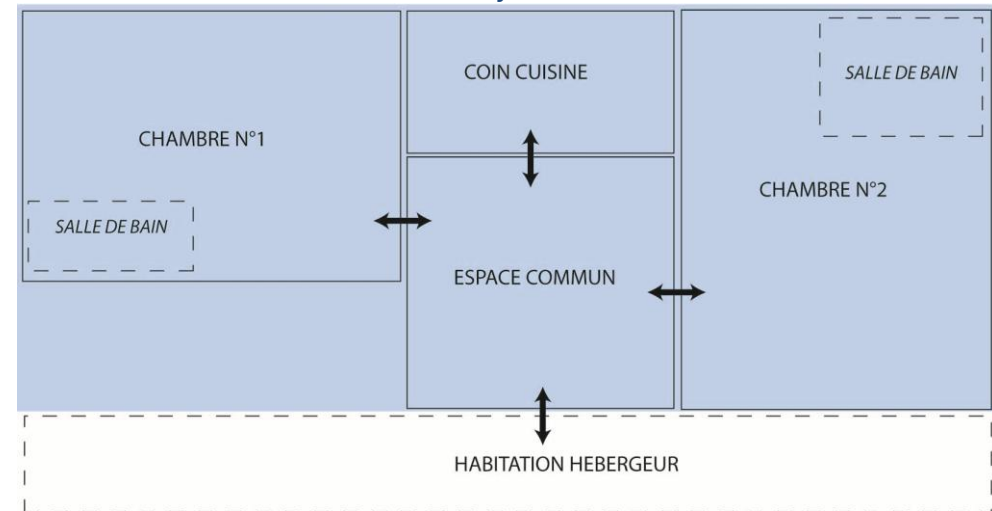 COIN CUISINE
SALLE DE BAIN
CHAMBRE N°1
CHAMBRE N°2
SALLE DE BAIN
ESPACE COMMUN
HABITATION HEBERGEUR